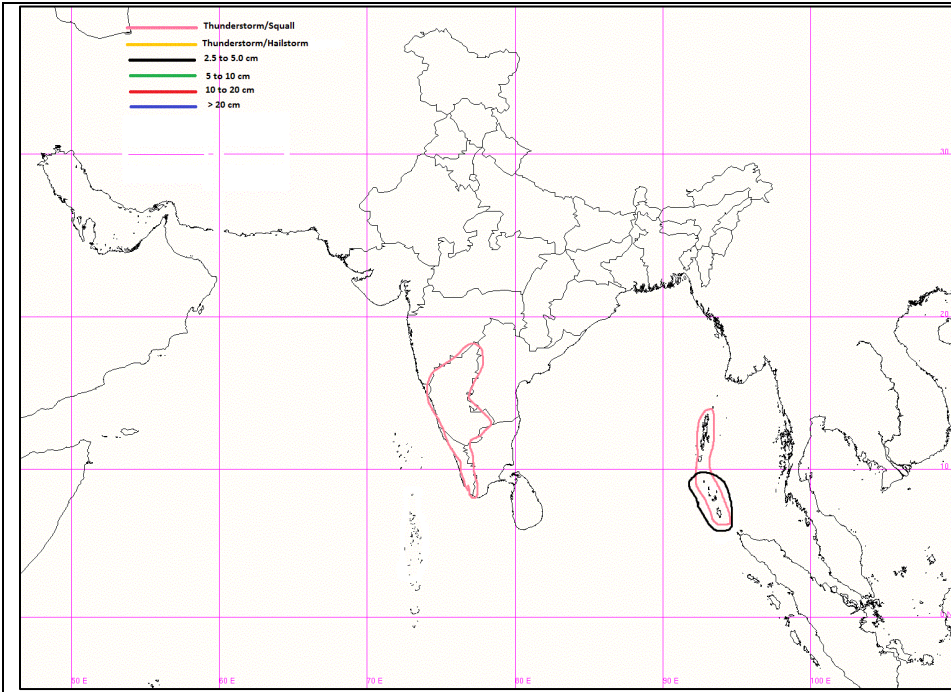 Thunderstorm/Squall
Thunderstorm/Hailstorm
2.5 to 5.0 cm
5 to 10 cm
10 to 20 cm
> 20 cm
30
20
10
50 E
60 E
70 E
80 E
90 E
100 E